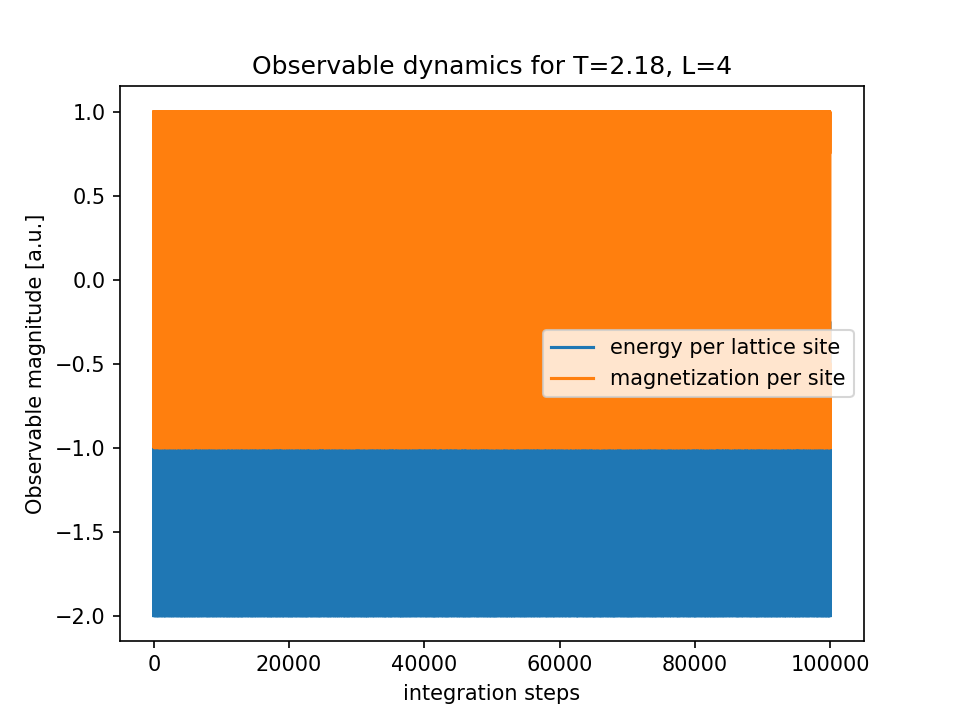 Observable dynamics for T=2.18, L=4
1.0
0.5
0.0
−0.5
−1.0
−1.5
−2.0
Observable magnitude [a.u.]
energy per lattice site
magnetization per site
0 20000 40000 60000 80000 100000
integration steps